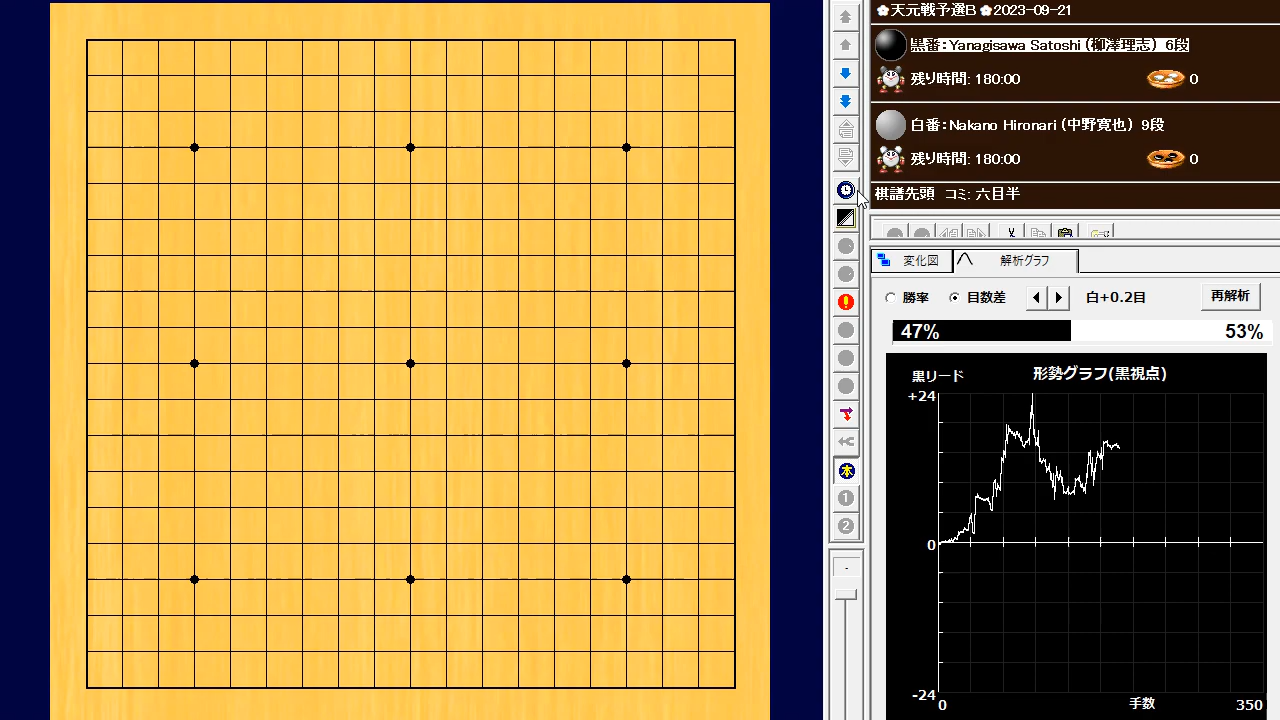 ✿天元戦予選B ✿2023-09-21
黒番:Yanagisawa Satoshi (柳澤理志) 6段
残り時間: 180:00 0
白番:Nakano Hironari (中野寛也) 9段
残り時間: 180:00 0
棋譜先頭 コミ: 六目半
変化図 解析グラフ
勝率 目数差 白+0.2目 再解析
47% 53%
黒リード 形勢グラフ(黒視点)
+24
0
-24
0 手数 350
1
2
-